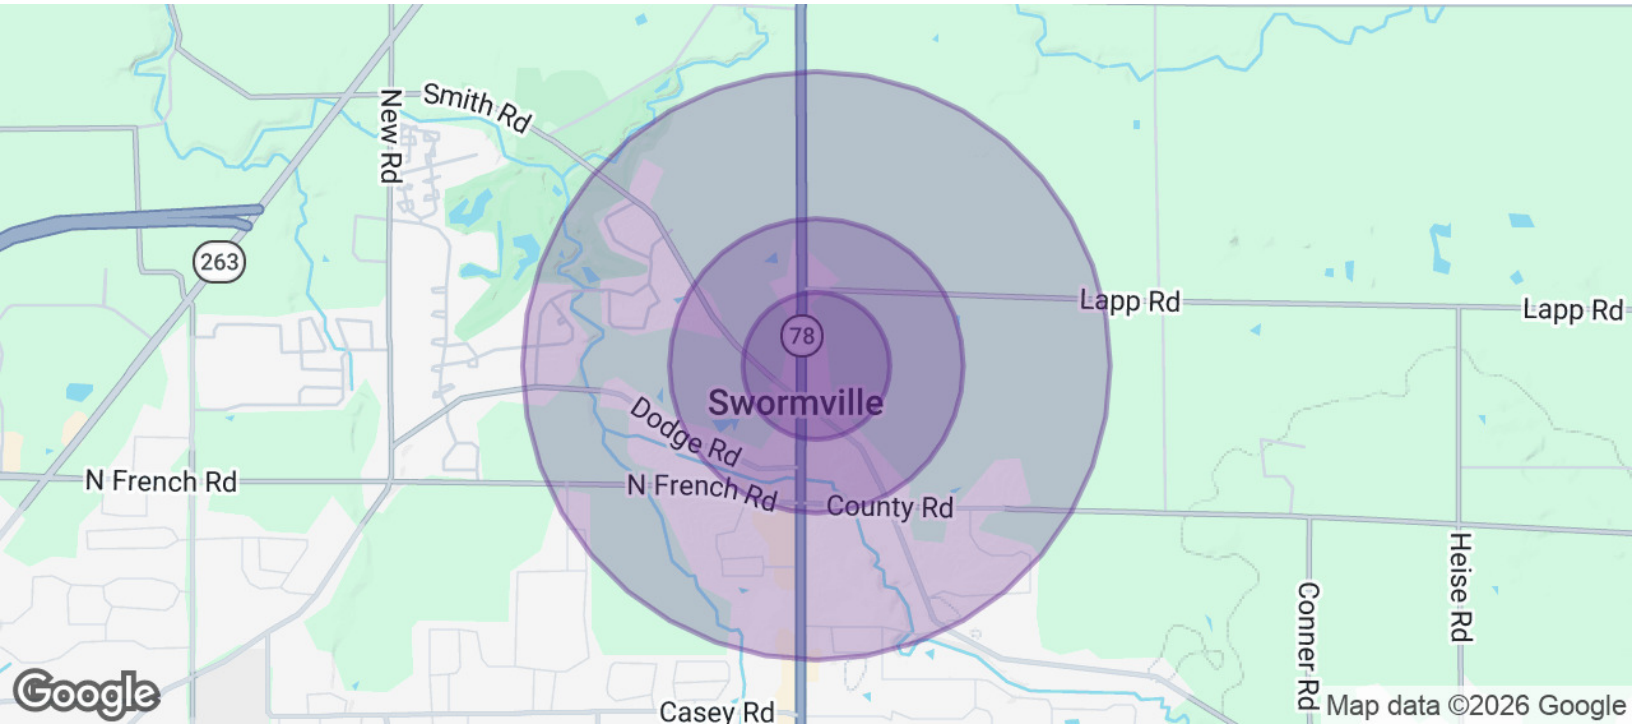 Smith Rd
New Rd
263
Lapp Rd
Lapp Rd
78
Swormville
Dodge Rd
N French Rd
N French Rd
County Rd
Heise Rd
Conner Rd
Casey Rd
Google
Map data ©2026 Google